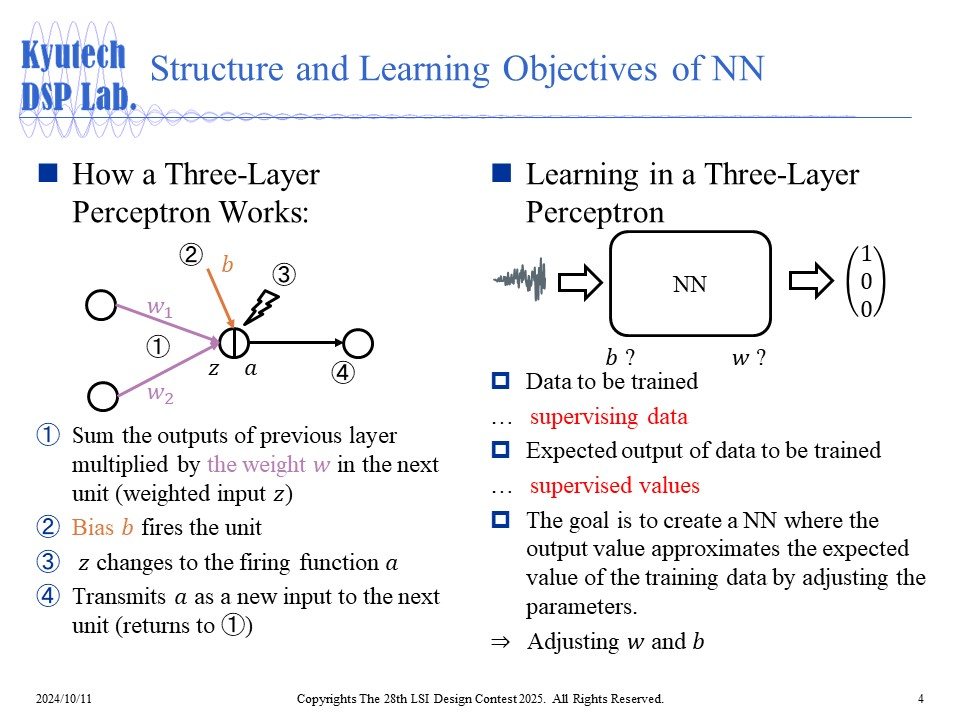 Kyutech
DSP Lab.
Structure and Learning Objectives of NN
How a Three-Layer
Perceptron Works:
② b ③
w₁
①
z a ④
w₂
① Sum the outputs of previous layer
multiplied by the weight w in the next
unit (weighted input z)
② Bias b fires the unit
③ z changes to the firing function a
④ Transmits a as a new input to the next
unit (returns to ①)
Learning in a Three-Layer
Perceptron
NN
1
0
0
b ? w ?
Data to be trained
… supervising data
Expected output of data to be trained
… supervised values
The goal is to create a NN where the
output value approximates the expected
value of the training data by adjusting the
parameters.
⇒ Adjusting w and b
2024/10/11
Copyrights The 28th LSI Design Contest 2025. All Rights Reserved.
4